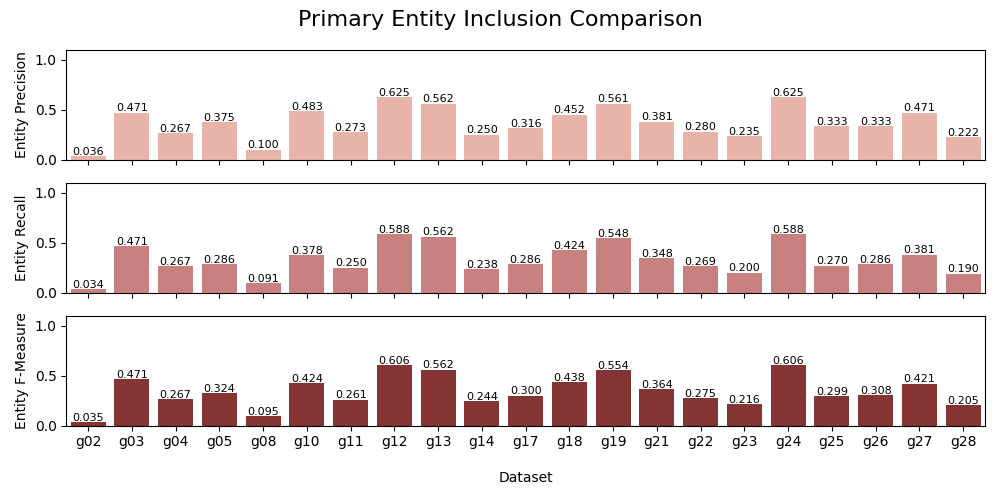 Primary Entity Inclusion Comparison
Entity Precision
1.0
0.5
0.0
0.036 0.471 0.267 0.375 0.100 0.483 0.273 0.625 0.562 0.250 0.316 0.452 0.561 0.381 0.280 0.235 0.625 0.333 0.333 0.471 0.222
Entity Recall
1.0
0.5
0.0
0.034 0.471 0.267 0.286 0.091 0.378 0.250 0.588 0.562 0.238 0.286 0.424 0.548 0.348 0.269 0.200 0.588 0.270 0.286 0.381 0.190
Entity F-Measure
1.0
0.5
0.0
0.035 0.471 0.267 0.324 0.095 0.424 0.261 0.606 0.562 0.244 0.300 0.438 0.554 0.364 0.275 0.216 0.606 0.299 0.308 0.421 0.205
g02 g03 g04 g05 g08 g10 g11 g12 g13 g14 g17 g18 g19 g21 g22 g23 g24 g25 g26 g27 g28
Dataset